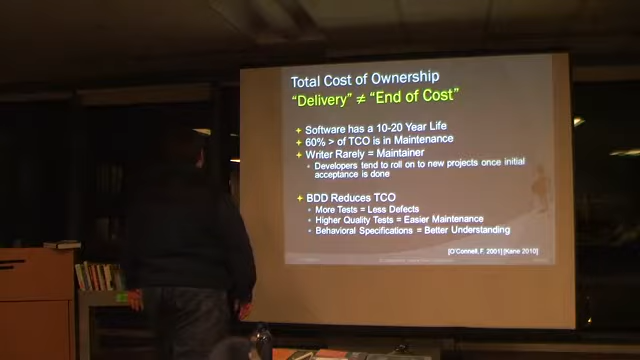 Total Cost of Ownership
“Delivery” ≠ “End of Cost”
Software has a 10-20 Year Life
60% > of TCO is in Maintenance
Writer Rarely = Maintainer
Developers tend to roll on to new projects once initial
acceptance is done
BDD Reduces TCO
More Tests = Less Defects
Higher Quality Tests = Easier Maintenance
Behavioral Specifications = Better Understanding
[O'Connell, F. 2001] [Kane 2010]